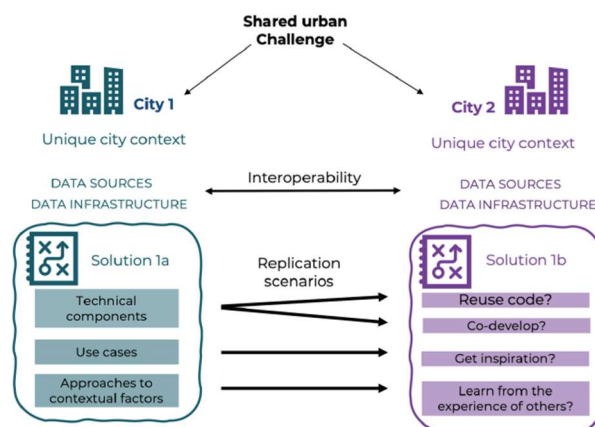 Shared urban
Challenge
City 1
City 2
Unique city context
Unique city context
DATA SOURCES
DATA INFRASTRUCTURE
Interoperability
DATA SOURCES
DATA INFRASTRUCTURE
Solution 1a
Replication
scenarios
Solution 1b
Technical
components
Use cases
Approaches to
contextual factors
Reuse code?
Co-develop?
Get inspiration?
Learn from the
experience of others?